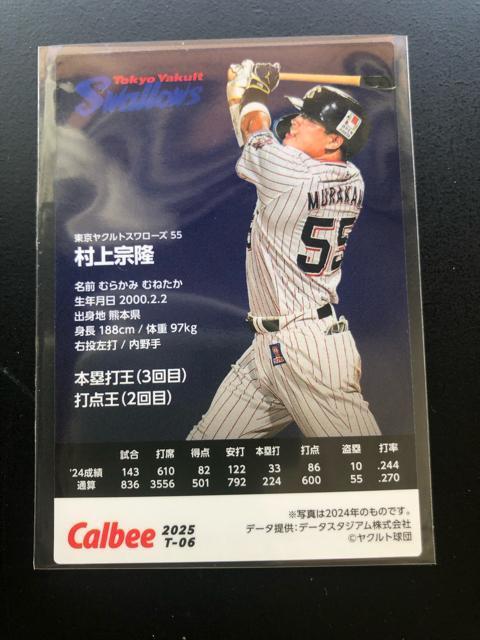 Tokyo Yakult
Swallows
MURAKAMI
55
東京ヤクルトスワローズ 55
村上宗隆
名前 むらかみ むねたか
生年月日 2000.2.2
出身地 熊本県
身長 188cm / 体重 97kg
右投左打 / 内野手
本塁打王(3回目)
打点王(2回目)
試合 打席 得点 安打 本塁打 打点 盗塁 打率
'24成績 143 610 82 122 33 86 10 .244
通算 836 3556 501 792 224 600 55 .270
Calbee 2025
T-06
※写真は2024年のものです。
データ提供:データスタジアム株式会社
©ヤクルト球団